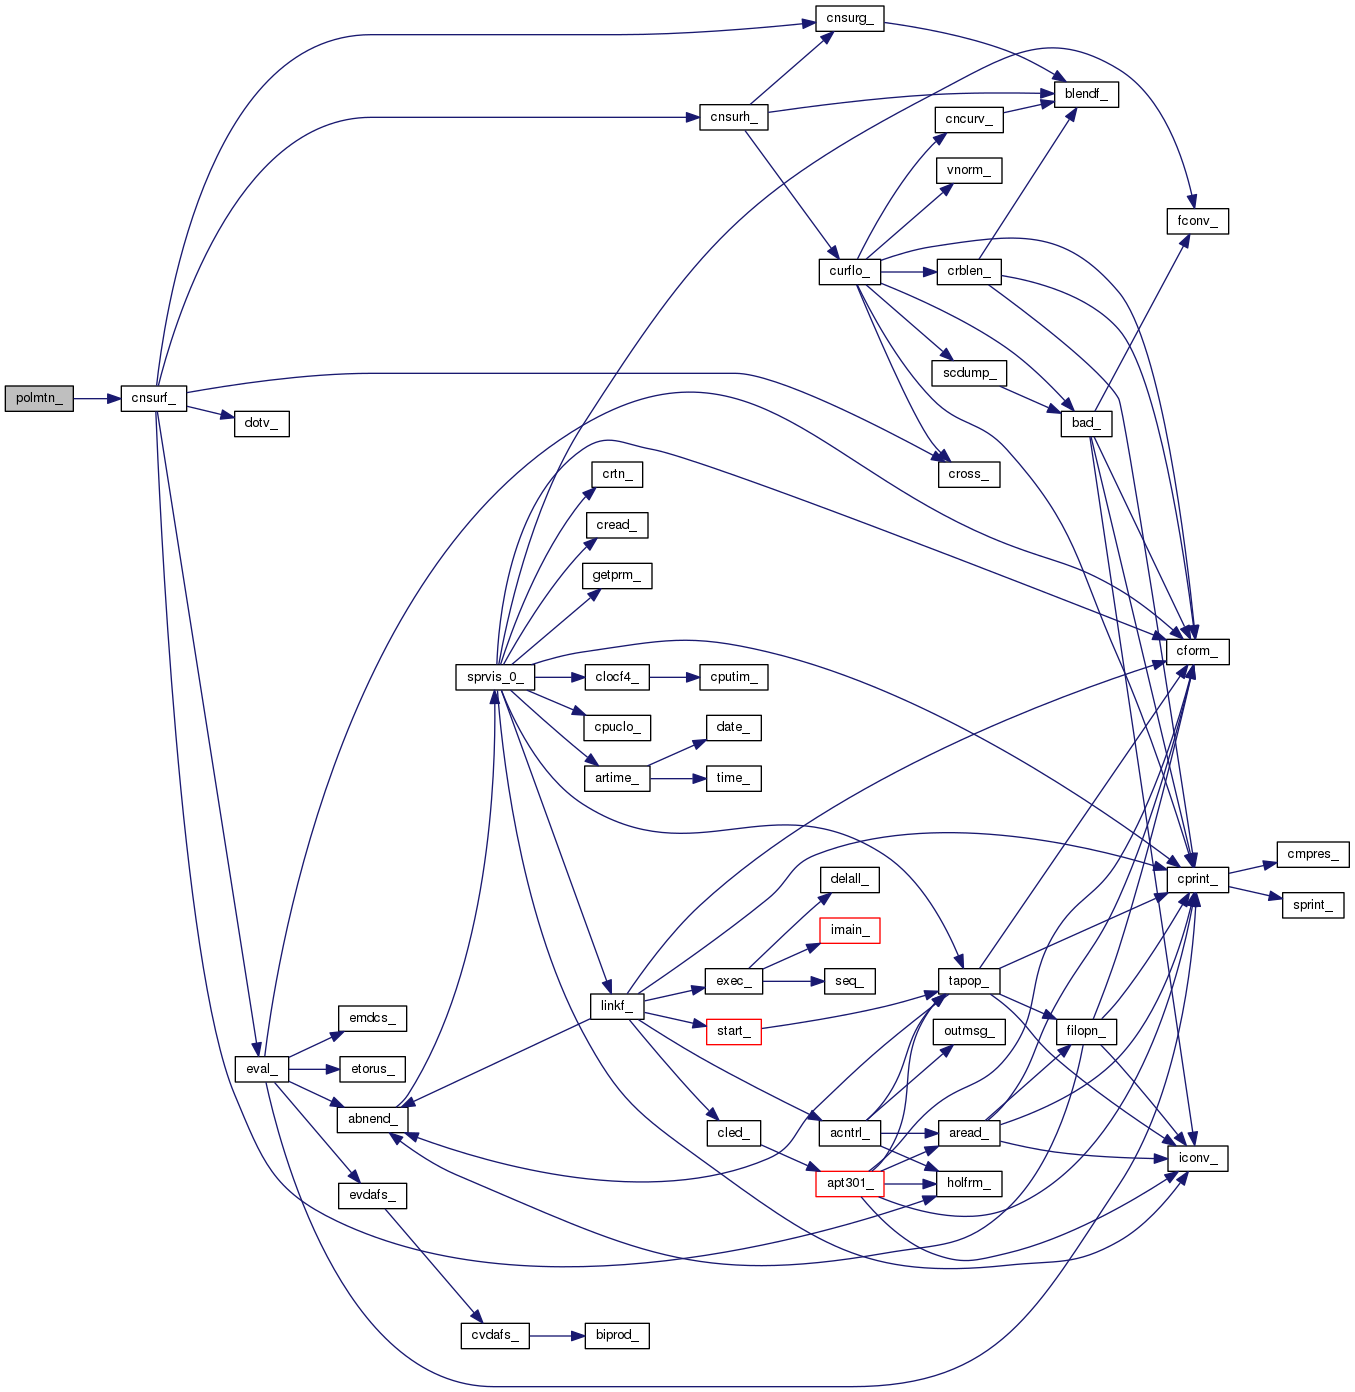 cnsurg_
blendf_
cnsurh_
cncurv_
vnorm_
fconv_
curflo_
crblen_
scdump_
polmtn_
cnsurf_
dotv_
bad_
crtn_
cross_
cread_
getprm_
cform_
sprvis_0_
clocf4_
cputim_
cpuclo_
date_
artime_
time_
cmpres_
delall_
cprint_
sprint_
imain_
exec_
seq_
tapop_
linkf_
emdcs_
start_
outmsg_
filopn_
eval_
etorus_
abnend_
cled_
acntrl_
aread_
iconv_
evdafs_
apt301_
holfrm_
cvdafs_
biprod_